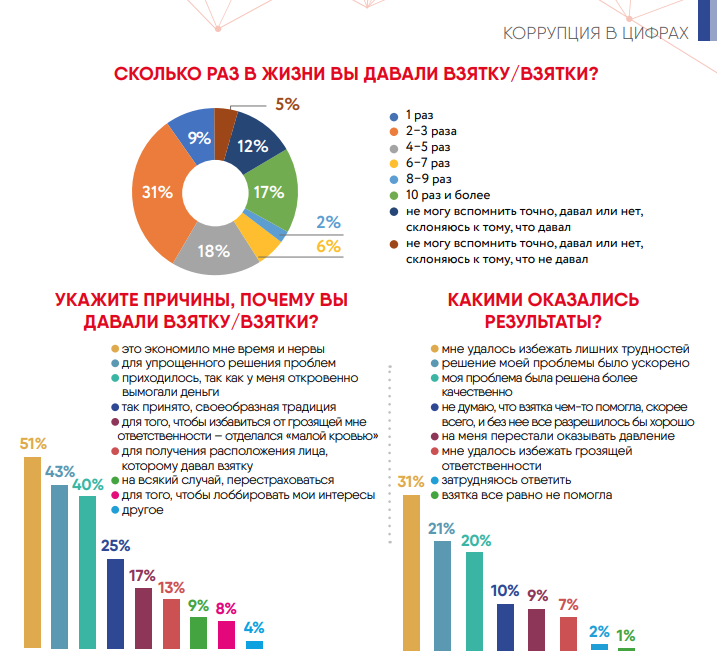 КОРРУПЦИЯ В ЦИФРАХ
СКОЛЬКО РАЗ В ЖИЗНИ ВЫ ДАВАЛИ ВЗЯТКУ/ВЗЯТКИ?
5%
9%
12%
31%
17%
2%
6%
18%
1 раз
2–3 раза
4–5 раз
6–7 раз
8–9 раз
10 раз и более
не могу вспомнить точно, давал или нет,
склоняюсь к тому, что давал
не могу вспомнить точно, давал или нет,
склоняюсь к тому, что не давал
УКАЖИТЕ ПРИЧИНЫ, ПОЧЕМУ ВЫ
ДАВАЛИ ВЗЯТКУ/ВЗЯТКИ?
это экономило мне время и нервы
для упрощенного решения проблем
приходилось, так как у меня откровенно
вымогали деньги
так принято, своеобразная традиция
для того, чтобы избавиться от грозящей мне
ответственности – отделался «малой кровью»
для получения расположения лица,
которому давал взятку
на всякий случай, перестраховаться
для того, чтобы лоббировать мои интересы
другое
51%
43%
40%
25%
17%
13%
9%
8%
4%
КАКИМИ ОКАЗАЛИСЬ
РЕЗУЛЬТАТЫ?
мне удалось избежать лишних трудностей
решение моей проблемы было ускорено
моя проблема была решена более
качественно
не думаю, что взятка чем-то помогла, скорее
всего, и без нее все разрешилось бы хорошо
на меня перестали оказывать давление
мне удалось избежать грозящей
ответственности
затрудняюсь ответить
взятка все равно не помогла
31%
21%
20%
10%
9%
7%
2%
1%